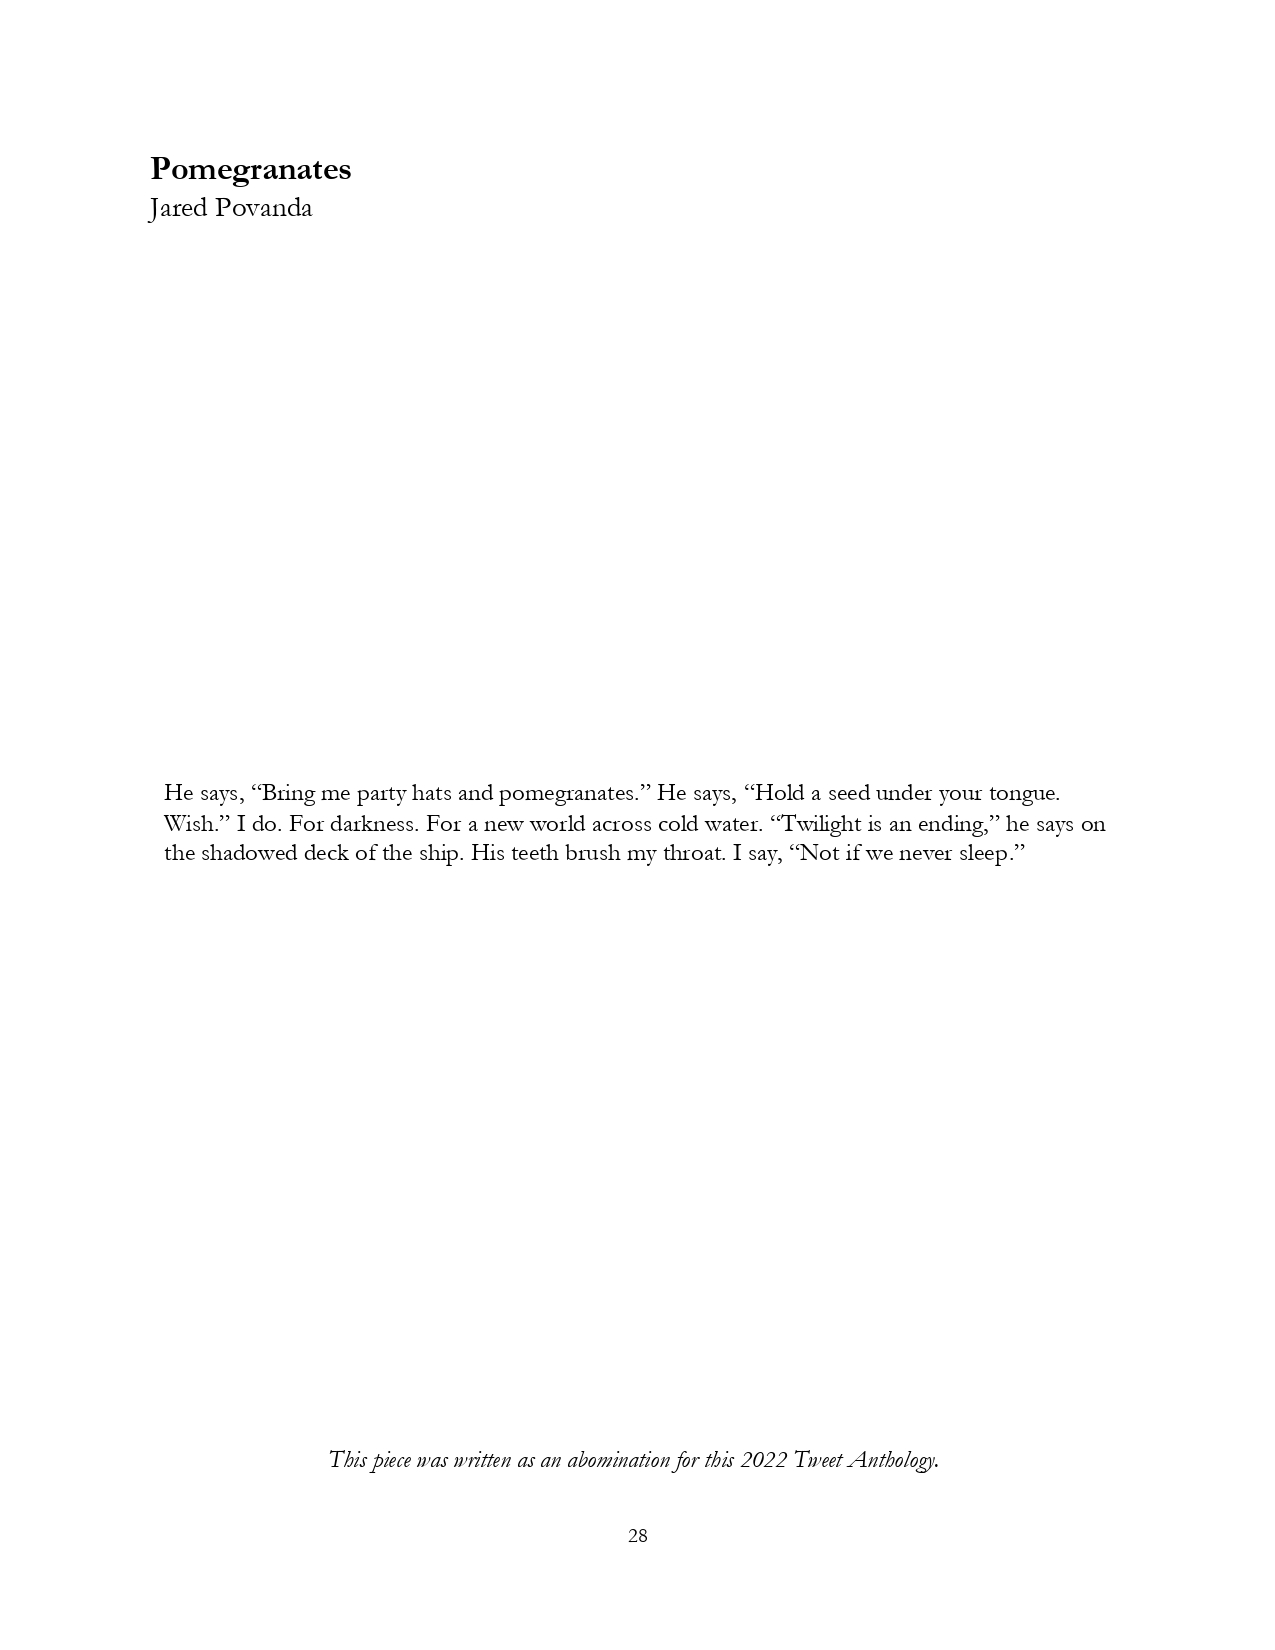 Pomegranates
Jared Povanda
He says, “Bring me party hats and pomegranates.” He says, “Hold a seed under your tongue.
Wish.” I do. For darkness. For a new world across cold water. “Twilight is an ending,” he says on
the shadowed deck of the ship. His teeth brush my throat. I say, “Not if we never sleep.”
This piece was written as an abomination for this 2022 Tweet Anthology.
28